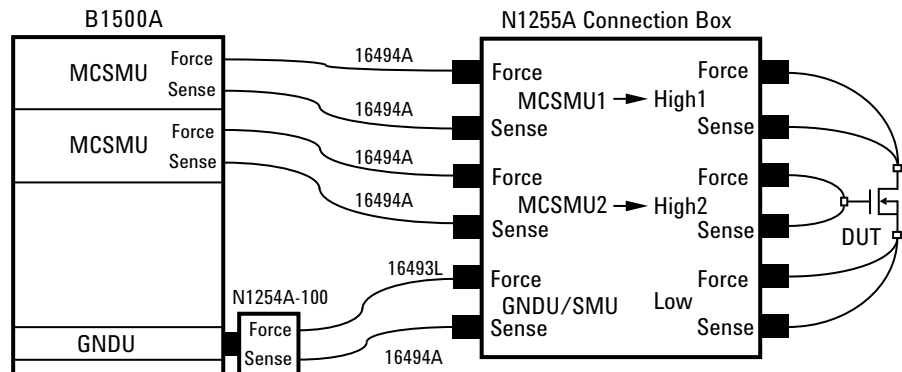 B1500A
N1255A Connection Box
MCSMU
Force
Sense
16494A
16494A
MCSMU
Force
Sense
16494A
16494A
GNDU
N1254A-100
Force
Sense
16493L
16494A
Force
MCSMU1 → High1
Sense
Force
Sense
Force
MCSMU2 → High2
Sense
Force
Sense
Force
GNDU/SMU Low
Sense
Force
Sense
DUT